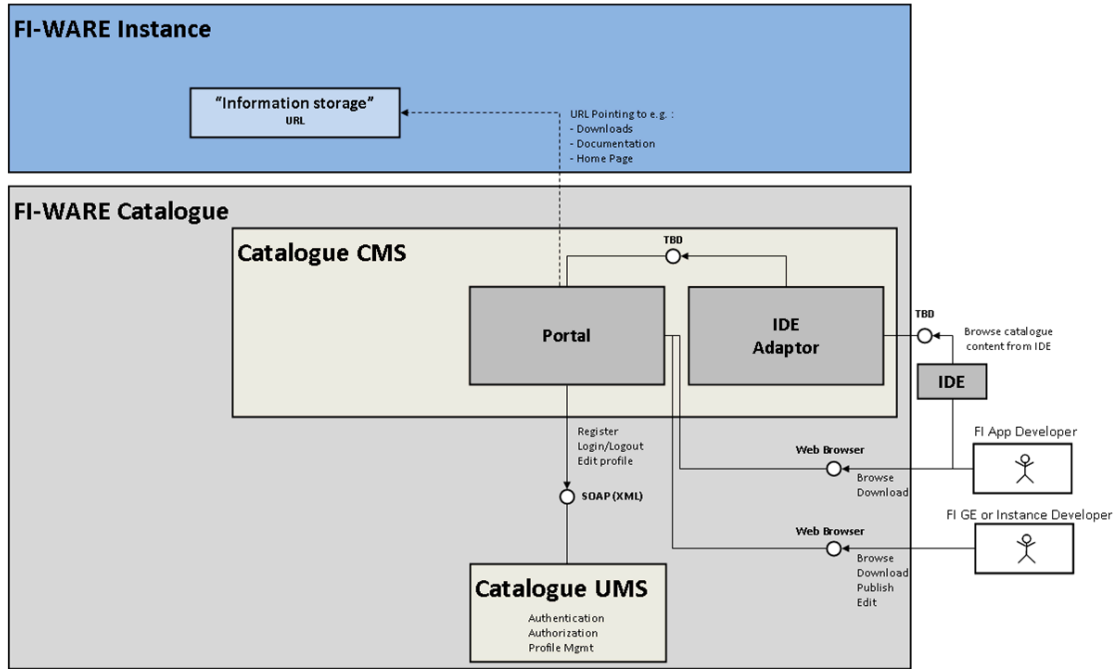 FI-WARE Instance
“Information storage”
URL
URL Pointing to e.g. :
- Downloads
- Documentation
- Home Page
FI-WARE Catalogue
Catalogue CMS
TBD
Portal
IDE
Adaptor
TBD
Browse catalogue
content from IDE
IDE
Register
Login/Logout
Edit profile
FI App Developer
Web Browser
Browse
Download
SOAP (XML)
FI GE or Instance Developer
Web Browser
Browse
Download
Publish
Edit
Catalogue UMS
Authentication
Authorization
Profile Mgmt